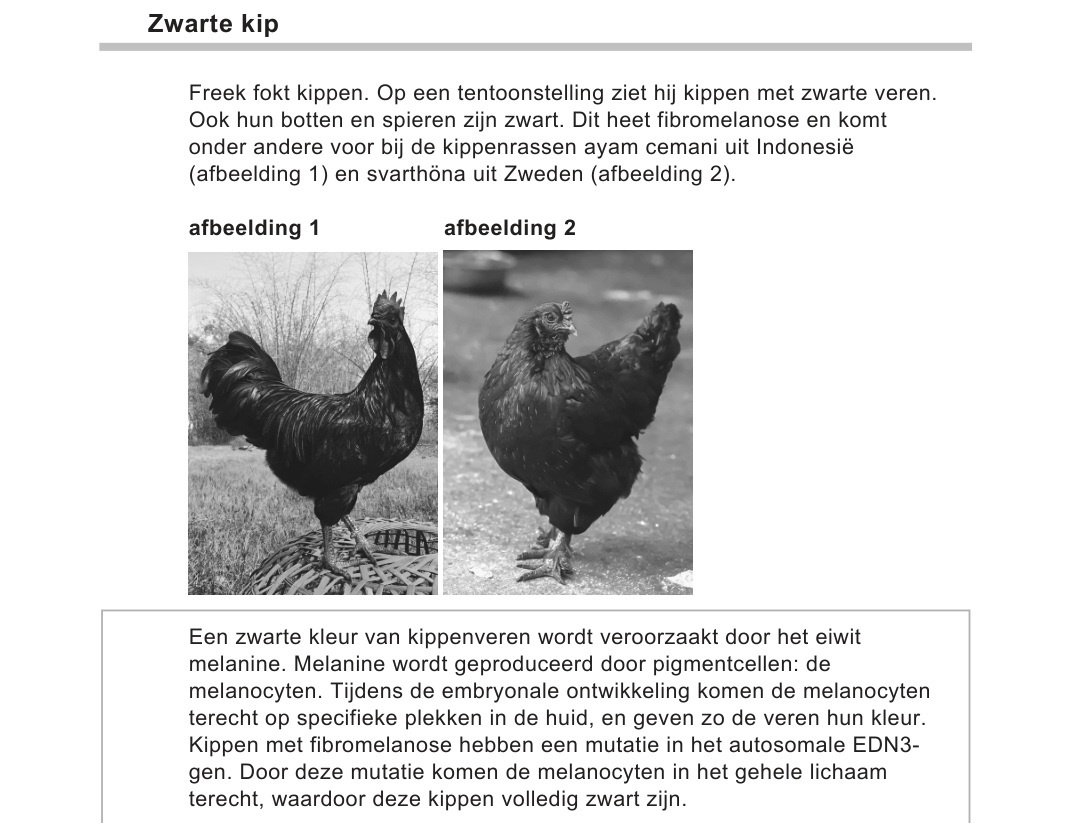 Zwarte kip
Freek fokt kippen. Op een tentoonstelling ziet hij kippen met zwarte veren.
Ook hun botten en spieren zijn zwart. Dit heet fibromelanose en komt
onder andere voor bij de kippenrassen ayam cemani uit Indonesië
(afbeelding 1) en svarthöna uit Zweden (afbeelding 2).
afbeelding 1 afbeelding 2
Een zwarte kleur van kippenveren wordt veroorzaakt door het eiwit
melanine. Melanine wordt geproduceerd door pigmentcellen: de
melanocyten. Tijdens de embryonale ontwikkeling komen de melanocyten
terecht op specifieke plekken in de huid, en geven zo de veren hun kleur.
Kippen met fibromelanose hebben een mutatie in het autosomale EDN3-
gen. Door deze mutatie komen de melanocyten in het gehele lichaam
terecht, waardoor deze kippen volledig zwart zijn.